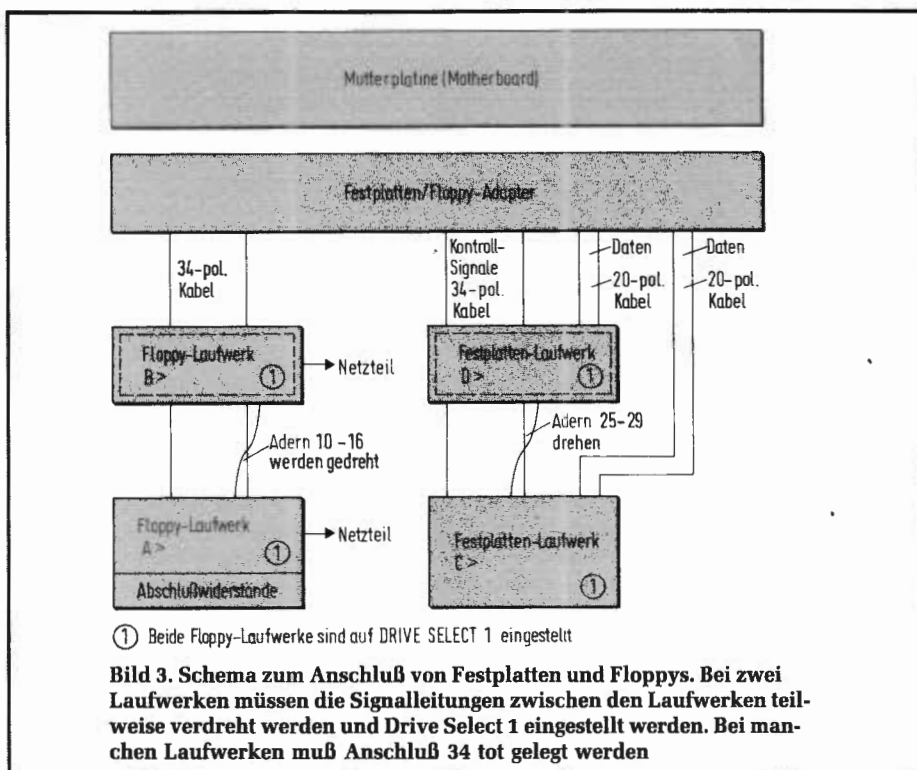 Mutterplatine (Motherboard)
Festplatten/Floppy-Adapter
34-pol.
Kabel
Kontroll-
Signale
34-pol.
Kabel
Daten
20-pol.
Kabel
Daten
20-pol.
Kabel
Floppy-Laufwerk
B>
1
Netzteil
Festplatten-Laufwerk
D>
1
Adern 10-16
werden gedreht
Adern 25-29
drehen
Floppy-Laufwerk
A>
1
Netzteil
Abschlußwiderstände
Festplatten-Laufwerk
C>
1
1 Beide Floppy-Laufwerke sind auf DRIVE SELECT 1 eingestellt
Bild 3. Schema zum Anschluß von Festplatten und Floppys. Bei zwei
Laufwerken müssen die Signalleitungen zwischen den Laufwerken teil-
weise verdreht werden und Drive Select 1 eingestellt werden. Bei man-
chen Laufwerken muß Anschluß 34 tot gelegt werden